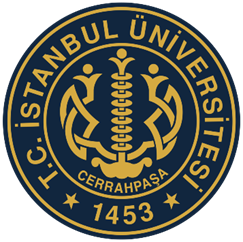 T.C. İSTANBUL ÜNİVERSİTESİ
CERRAHPAŞA
1453